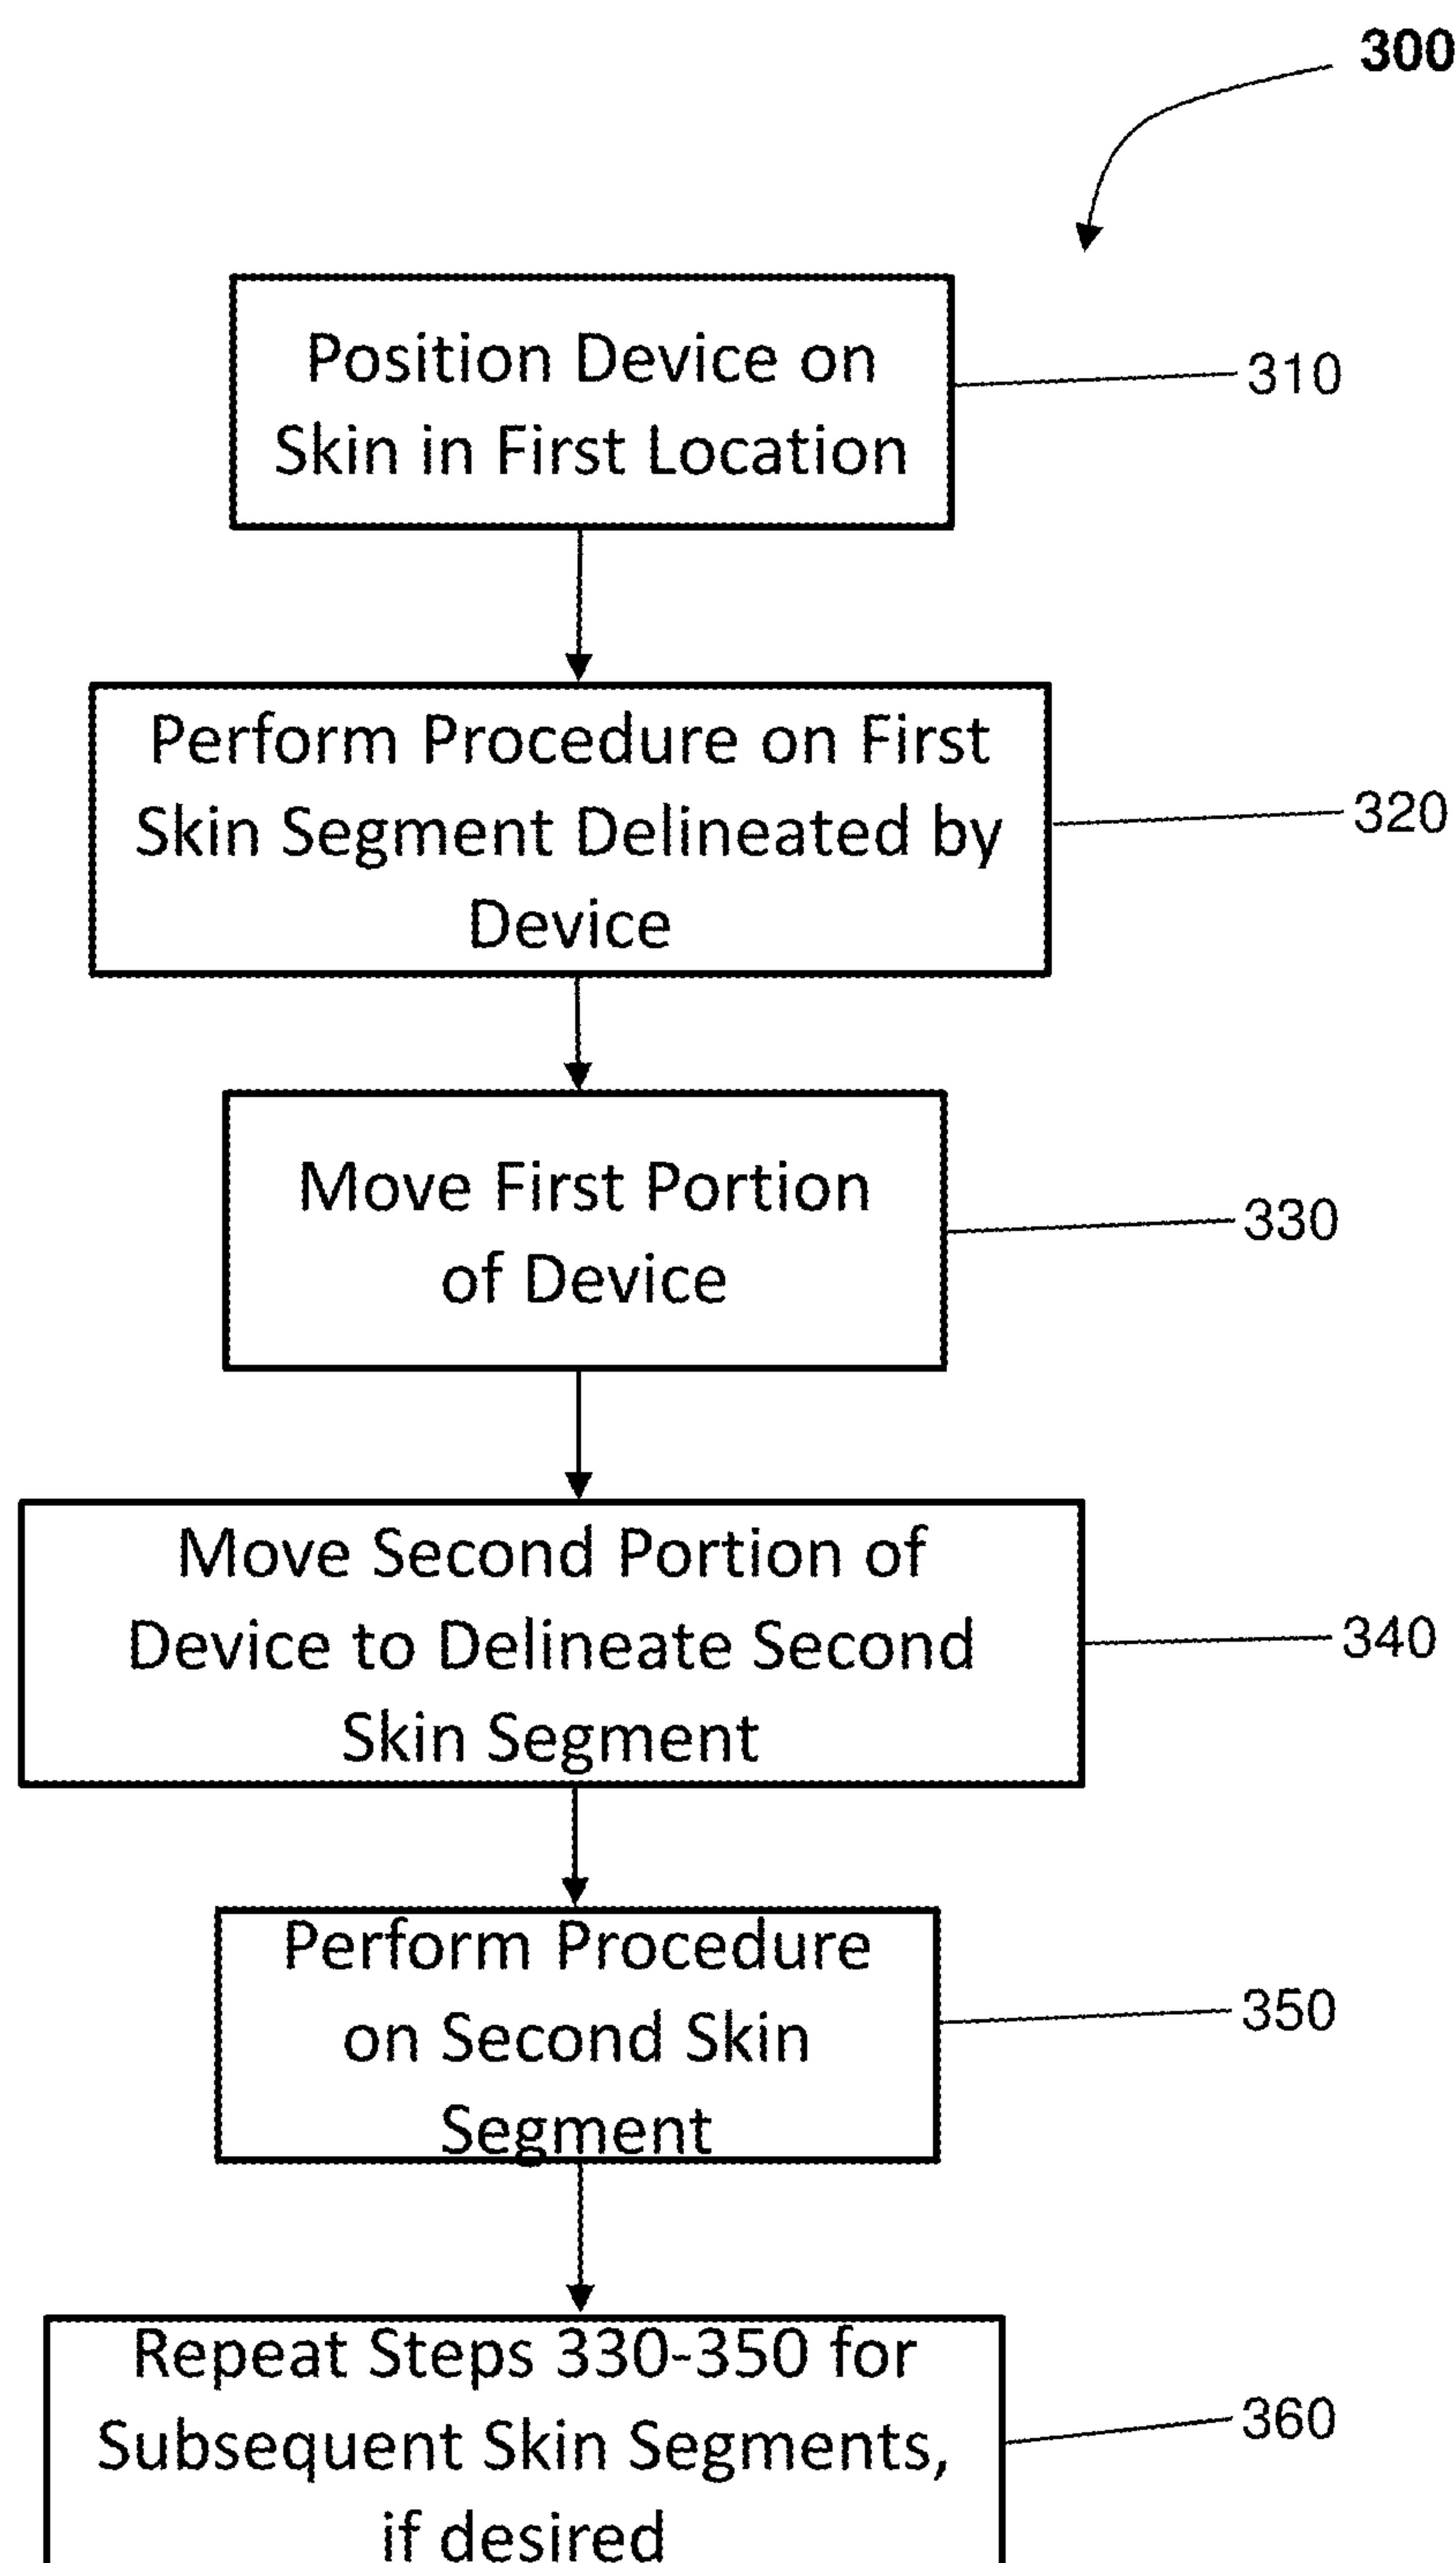 300
Position Device on
Skin in First Location
310
Perform Procedure on First
Skin Segment Delineated by
Device
320
Move First Portion
of Device
330
Move Second Portion of
Device to Delineate Second
Skin Segment
340
Perform Procedure
on Second Skin
Segment
350
Repeat Steps 330-350 for
Subsequent Skin Segments,
if desired
360